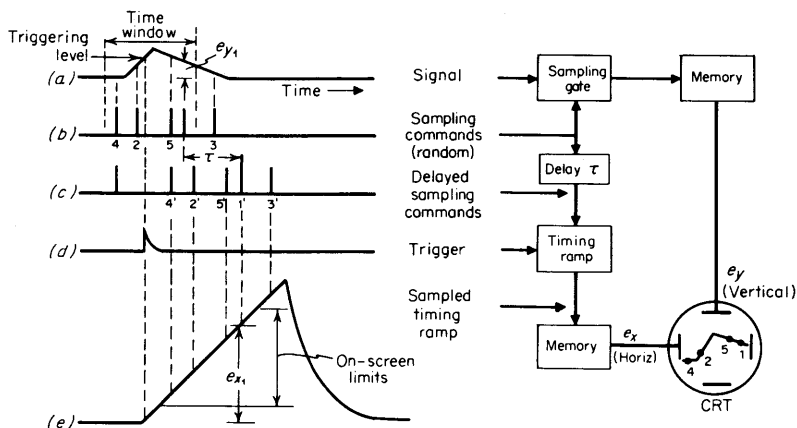 Time
window
Triggering
level
e_y₁
(a)
Time
Signal
Sampling
gate
Memory
(b)
4 2 5 3
τ
Sampling
commands
(random)
Delay τ
(c)
4' 2' 5' 1' 3'
Delayed
sampling
commands
(d)
Trigger
Timing
ramp
e_y
(Vertical)
Sampled
timing
ramp
Memory
e_x
(Horiz)
4 2 5 1
CRT
e_x₁
On-screen
limits
(e)